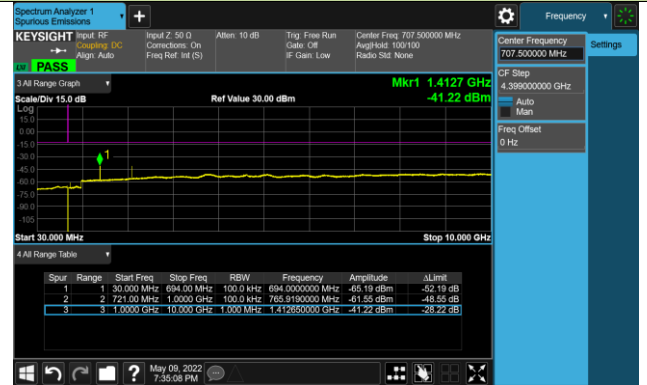 Spectrum Analyzer 1
Spurious Emissions
Frequency
KEYSIGHT Input: RF Input Z: 50 Ω Atten: 10 dB Trig: Free Run Center Freq: 707.500000 MHz
Coupling: DC Corrections: On Gate: Off Avg|Hold: 100/100
Align: Auto Freq Ref: Int (S) IF Gain: Low Radio Std: None
PASS
Center Frequency
707.500000 MHz
Settings
CF Step
4.399000000 GHz
Auto
Man
Freq Offset
0 Hz
3 All Range Graph
Mkr1 1.4127 GHz
Scale/Div 15.0 dB Ref Value 30.00 dBm -41.22 dBm
Log
15.0
0.00
-15.0
-30.0
-45.0
-60.0
-75.0
-90.0
-105
1
Start 30.000 MHz Stop 10.000 GHz
4 All Range Table
Spur Range Start Freq Stop Freq RBW Frequency Amplitude ΔLimit
1 1 30.000 MHz 694.00 MHz 100.0 kHz 694.0000000 MHz -65.19 dBm -52.19 dB
2 2 721.00 MHz 1.0000 GHz 100.0 kHz 765.9190000 MHz -61.55 dBm -48.55 dB
3 3 1.0000 GHz 10.000 GHz 1.000 MHz 1.412650000 GHz -41.22 dBm -28.22 dB
May 09, 2022
7:35:08 PM